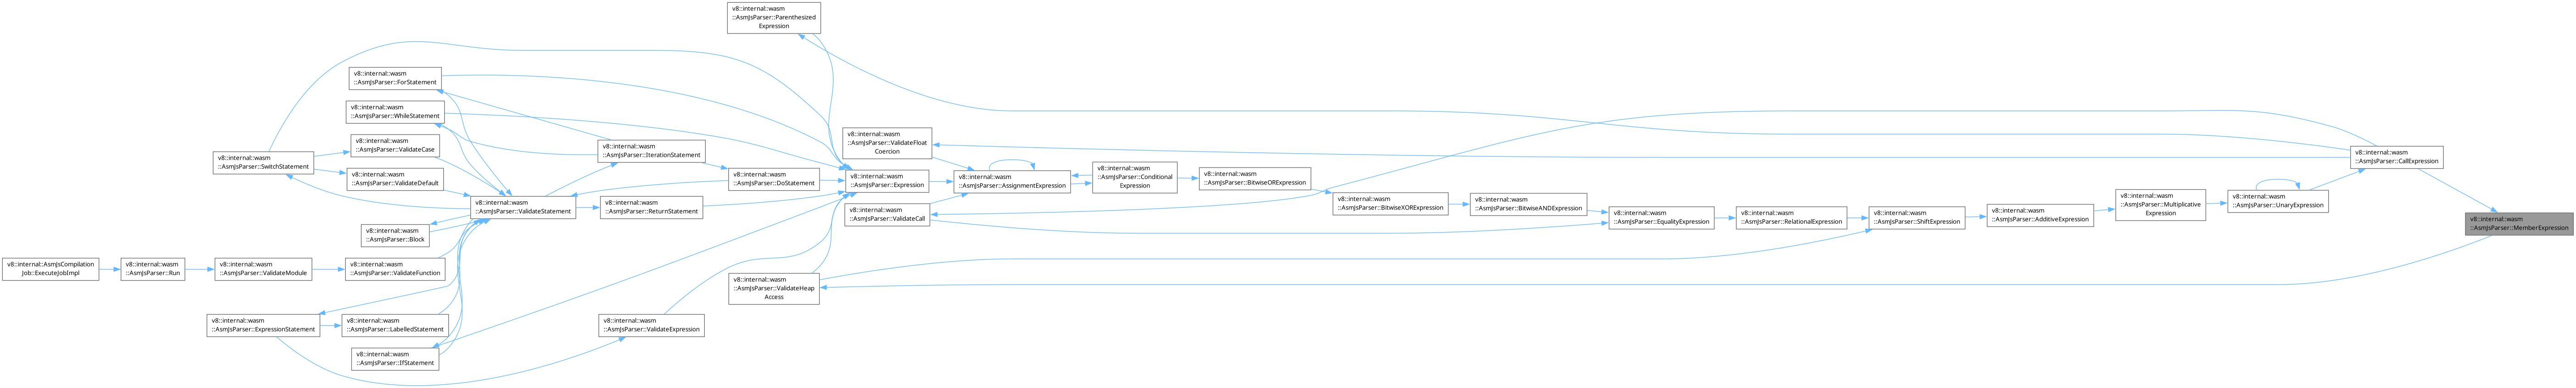 v8::internal::wasm
::AsmJsParser::Parenthesized
Expression
v8::internal::wasm
::AsmJsParser::ForStatement
v8::internal::wasm
::AsmJsParser::WhileStatement
v8::internal::wasm
::AsmJsParser::ValidateCase
v8::internal::wasm
::AsmJsParser::SwitchStatement
v8::internal::wasm
::AsmJsParser::ValidateDefault
v8::internal::wasm
::AsmJsParser::IterationStatement
v8::internal::wasm
::AsmJsParser::ValidateFloat
Coercion
v8::internal::wasm
::AsmJsParser::CallExpression
v8::internal::wasm
::AsmJsParser::DoStatement
v8::internal::wasm
::AsmJsParser::Expression
v8::internal::wasm
::AsmJsParser::AssignmentExpression
v8::internal::wasm
::AsmJsParser::Conditional
Expression
v8::internal::wasm
::AsmJsParser::BitwiseORExpression
v8::internal::wasm
::AsmJsParser::ValidateStatement
v8::internal::wasm
::AsmJsParser::ReturnStatement
v8::internal::wasm
::AsmJsParser::ValidateCall
v8::internal::wasm
::AsmJsParser::BitwiseXORExpression
v8::internal::wasm
::AsmJsParser::BitwiseANDExpression
v8::internal::wasm
::AsmJsParser::EqualityExpression
v8::internal::wasm
::AsmJsParser::RelationalExpression
v8::internal::wasm
::AsmJsParser::ShiftExpression
v8::internal::wasm
::AsmJsParser::AdditiveExpression
v8::internal::wasm
::AsmJsParser::Multiplicative
Expression
v8::internal::wasm
::AsmJsParser::UnaryExpression
v8::internal::wasm
::AsmJsParser::MemberExpression
v8::internal::wasm
::AsmJsParser::Block
v8::internal::AsmJsCompilation
Job::ExecuteJobImpl
v8::internal::wasm
::AsmJsParser::Run
v8::internal::wasm
::AsmJsParser::ValidateModule
v8::internal::wasm
::AsmJsParser::ValidateFunction
v8::internal::wasm
::AsmJsParser::ValidateHeap
Access
v8::internal::wasm
::AsmJsParser::ExpressionStatement
v8::internal::wasm
::AsmJsParser::LabelledStatement
v8::internal::wasm
::AsmJsParser::ValidateExpression
v8::internal::wasm
::AsmJsParser::IfStatement